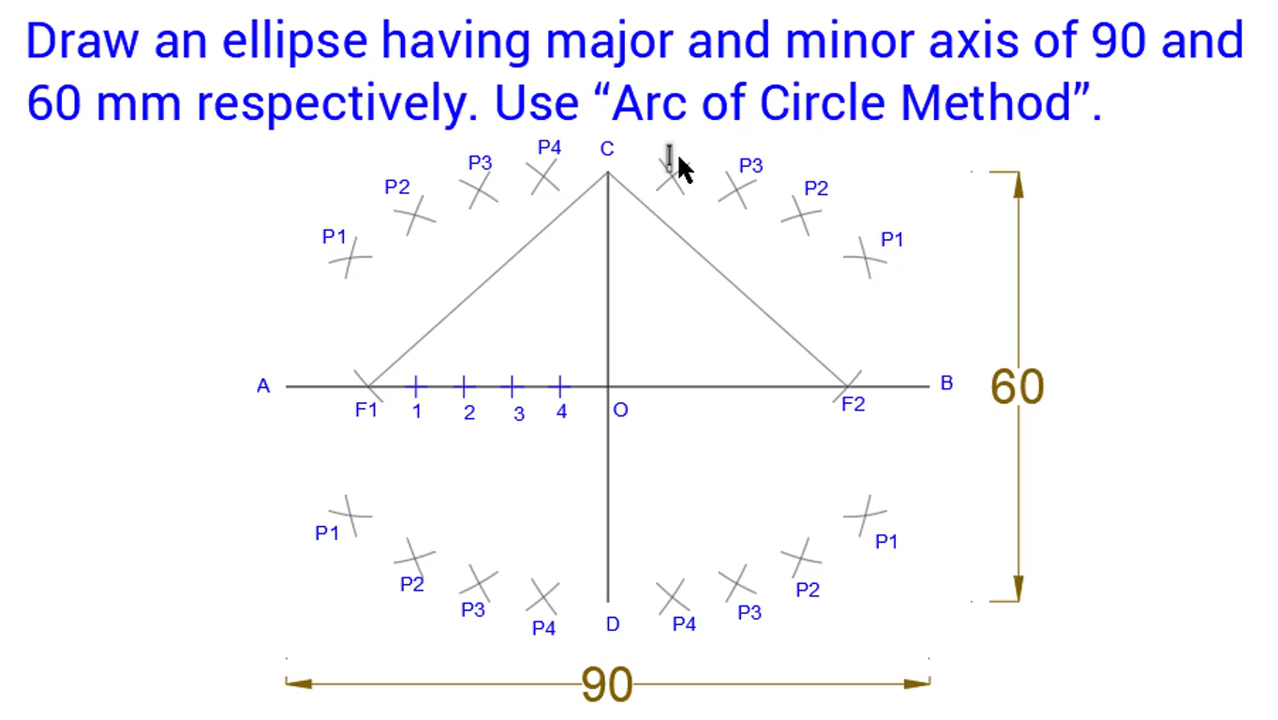 Draw an ellipse having major and minor axis of 90 and
60 mm respectively. Use “Arc of Circle Method”.
P4 C
P3 P3
P2 P2
P1 P1
A B
60
F1 1 2 3 4 O F2
P1 P1
P2 P2
P3 P3
P4 D P4
90